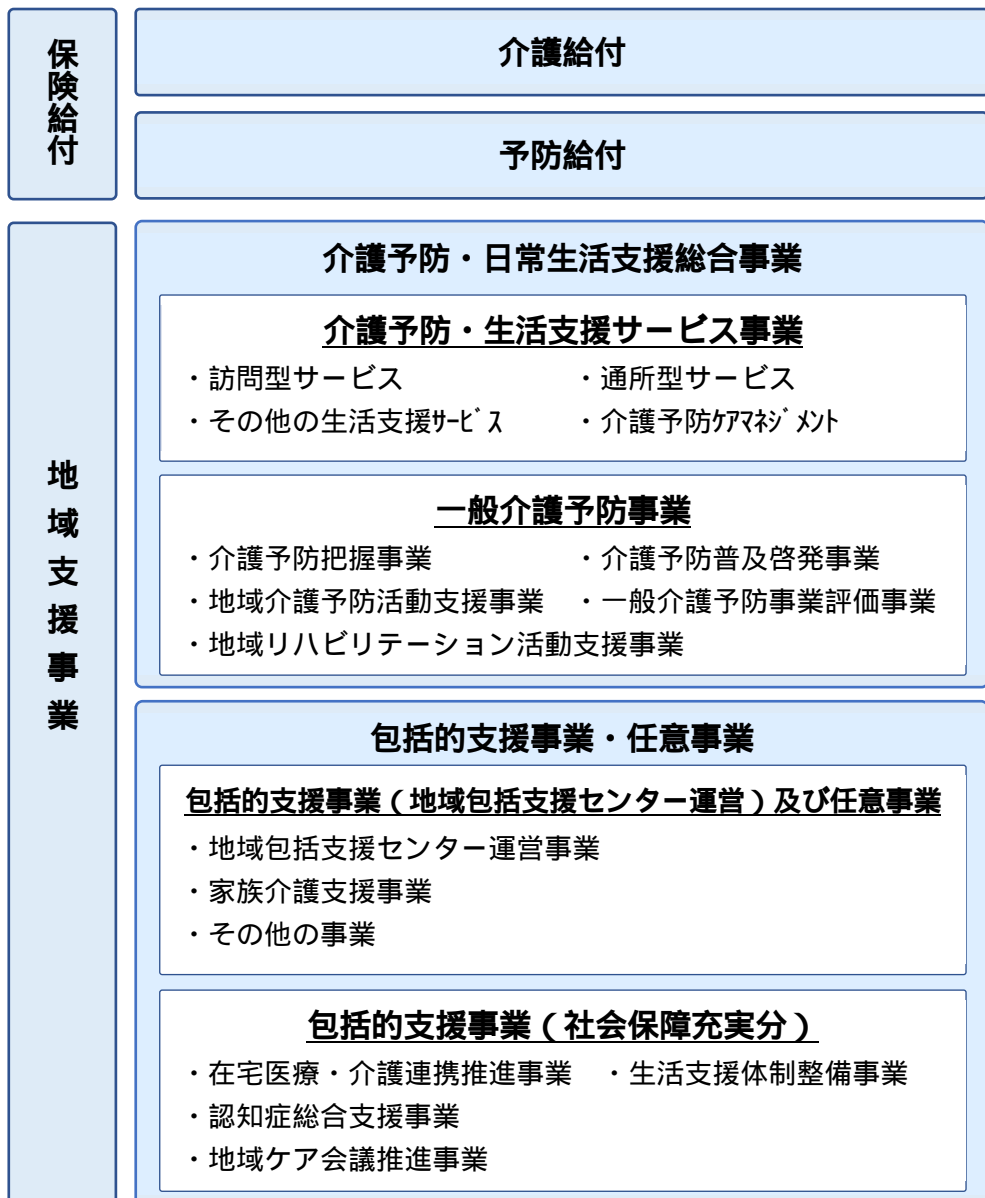 保険給付
介護給付
予防給付
地域支援事業
介護予防・日常生活支援総合事業
介護予防・生活支援サービス事業
・訪問型サービス ・通所型サービス
・その他の生活支援ｻｰﾋﾞｽ ・介護予防ｹｱﾏﾈｼﾞﾒﾝﾄ
一般介護予防事業
・介護予防把握事業 ・介護予防普及啓発事業
・地域介護予防活動支援事業 ・一般介護予防事業評価事業
・地域リハビリテーション活動支援事業
包括的支援事業・任意事業
包括的支援事業（地域包括支援センター運営）及び任意事業
・地域包括支援センター運営事業
・家族介護支援事業
・その他の事業
包括的支援事業（社会保障充実分）
・在宅医療・介護連携推進事業 ・生活支援体制整備事業
・認知症総合支援事業
・地域ケア会議推進事業